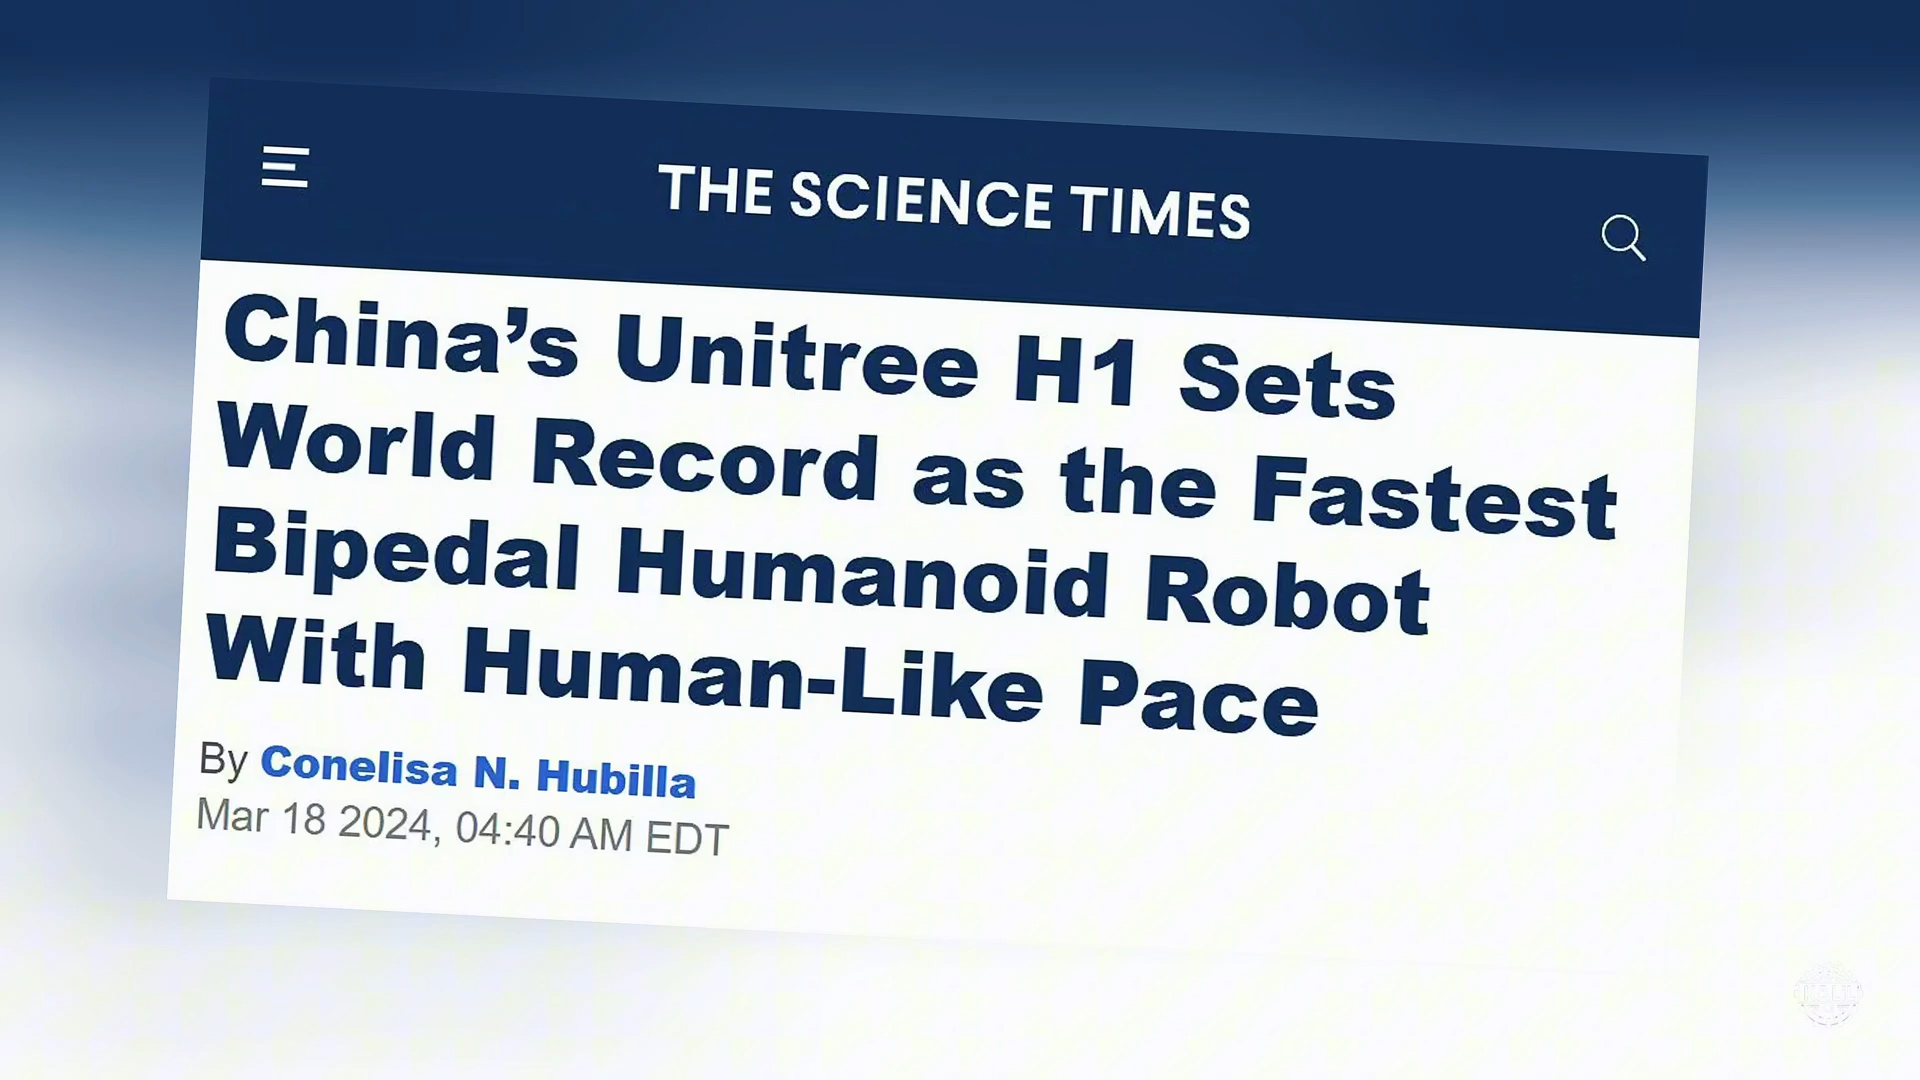 THE SCIENCE TIMES
China’s Unitree H1 Sets
World Record as the Fastest
Bipedal Humanoid Robot
With Human-Like Pace
By Conelisa N. Hubilla
Mar 18 2024, 04:40 AM EDT